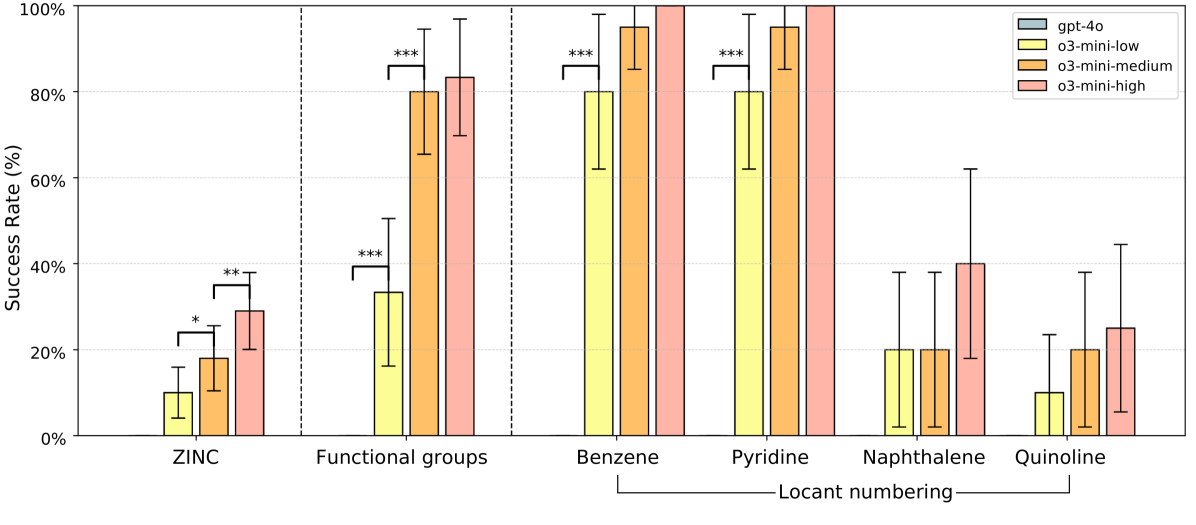 100%
80%
60%
40%
20%
0%
Success Rate (%)
gpt-4o
o3-mini-low
o3-mini-medium
o3-mini-high
*
**
***
***
***
***
ZINC
Functional groups
Benzene
Pyridine
Naphthalene
Quinoline
Locant numbering